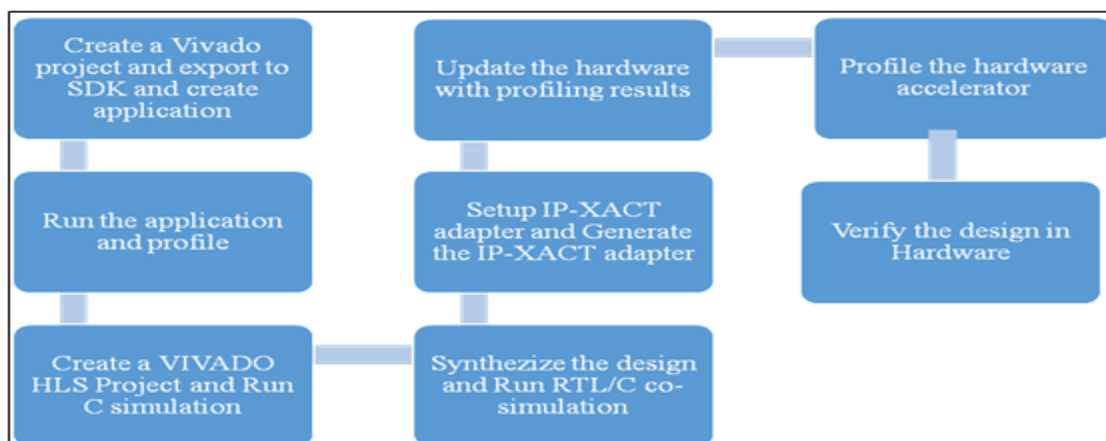 Create a Vivado
project and export to
SDK and create
application
Run the application
and profile
Create a VIVADO
HLS Project and Run
C simulation
Synthezize the design
and Run RTL/C co-
simulation
Setup IP-XACT
adapter and Generate
the IP-XACT adapter
Update the hardware
with profiling results
Profile the hardware
accelerator
Verify the design in
Hardware